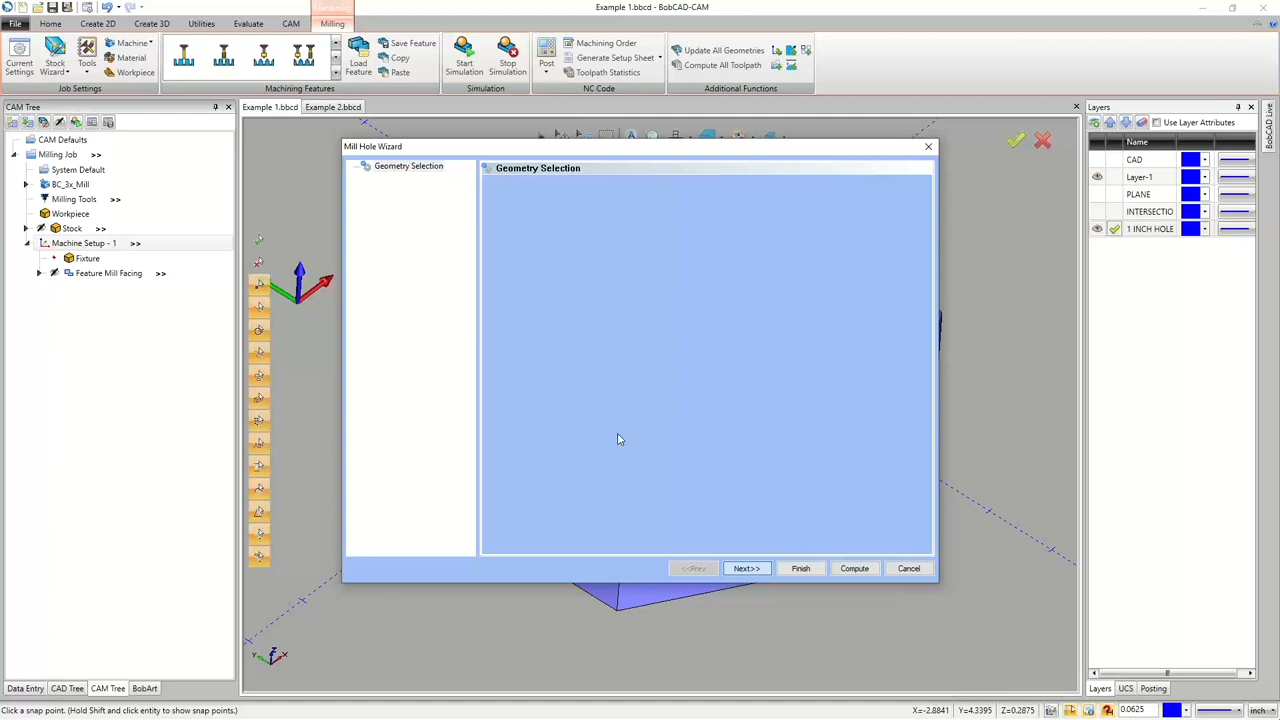 Example 1.bbcd - BobCAD-CAM
File
Home
Create 2D
Create 3D
Utilities
Evaluate
CAM
Milling
Current Settings
Stock Wizard
Tools
Machine
Material
Workpiece
Load Feature
Save Feature
Copy
Paste
Start Simulation
Stop Simulation
Post
Machining Order
Generate Setup Sheet
Toolpath Statistics
Update All Geometries
Compute All Toolpath
Job Settings
Machining Features
Simulation
NC Code
Additional Functions
CAM Tree
Example 1.bbcd
Example 2.bbcd
Layers
Use Layer Attributes
BobCAD Live
CAM Defaults
Milling Job >>
System Default
BC_3x_Mill
Milling Tools >>
Workpiece
Stock >>
Machine Setup - 1 >>
Fixture
Feature Mill Facing >>
Mill Hole Wizard
Geometry Selection
Geometry Selection
Name
CAD
Layer-1
PLANE
INTERSECTIO
1 INCH HOLE
<<Prev
Next>>
Finish
Compute
Cancel
Z
Y
X
Data Entry
CAD Tree
CAM Tree
BobArt
Layers
UCS
Posting
Click a snap point. (Hold Shift and click entity to show snap points.)
X=-2.8841
Y=4.3395
Z=0.2875
0.0625
inch